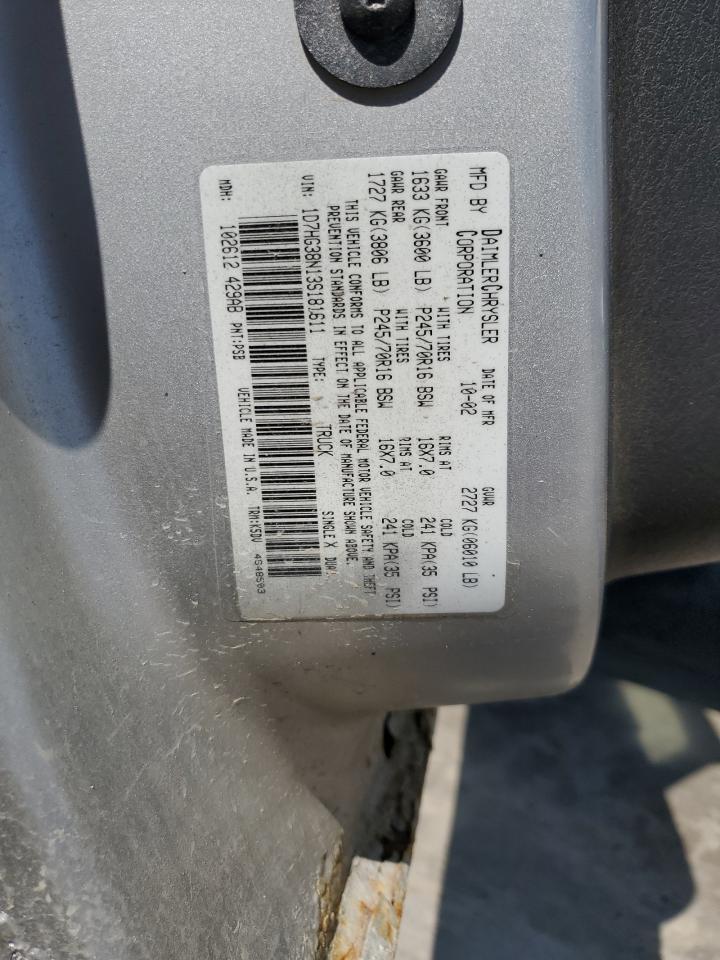 MFD BY DAIMLERCHRYSLER CORPORATION DATE OF MFR 10-02 GVWR 2727 KG(06010 LB)
GAWR FRONT WITH TIRES RIMS AT COLD
1633 KG(3600 LB) P245/70R16 BSW 16X7.0 241 KPA(35 PSI)
GAWR REAR WITH TIRES RIMS AT COLD
1727 KG(3806 LB) P245/70R16 BSW 16X7.0 241 KPA(35 PSI)
THIS VEHICLE CONFORMS TO ALL APPLICABLE FEDERAL MOTOR VEHICLE SAFETY AND THEFT
PREVENTION STANDARDS IN EFFECT ON THE DATE OF MANUFACTURE SHOWN ABOVE.
VIN: 1D7HG38N13S181611 TYPE: TRUCK SINGLE X DUAL
MDH: 102612 429AB PNT:PSB VEHICLE MADE IN U.S.A. TRM:KSDV 4648503